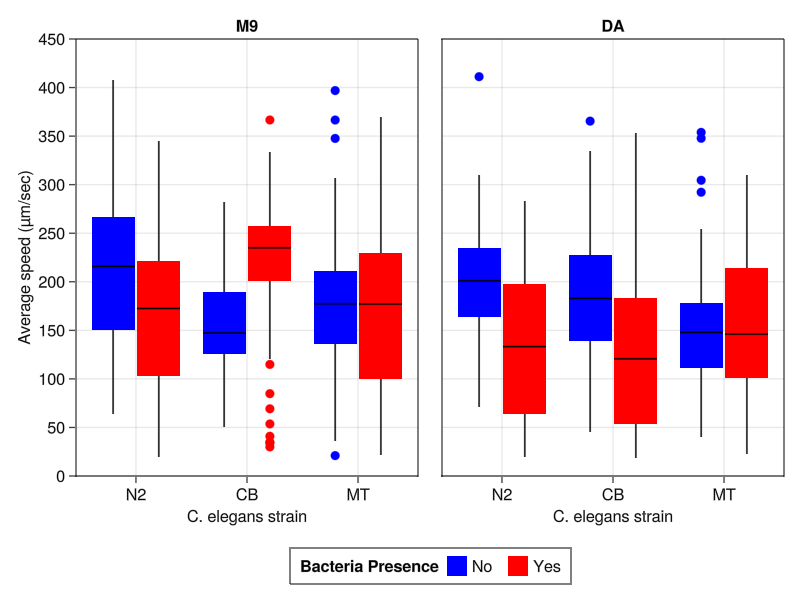 M9
DA
Average speed (µm/sec)
450
400
350
300
250
200
150
100
50
0
N2 CB MT
N2 CB MT
C. elegans strain
C. elegans strain
Bacteria Presence No Yes